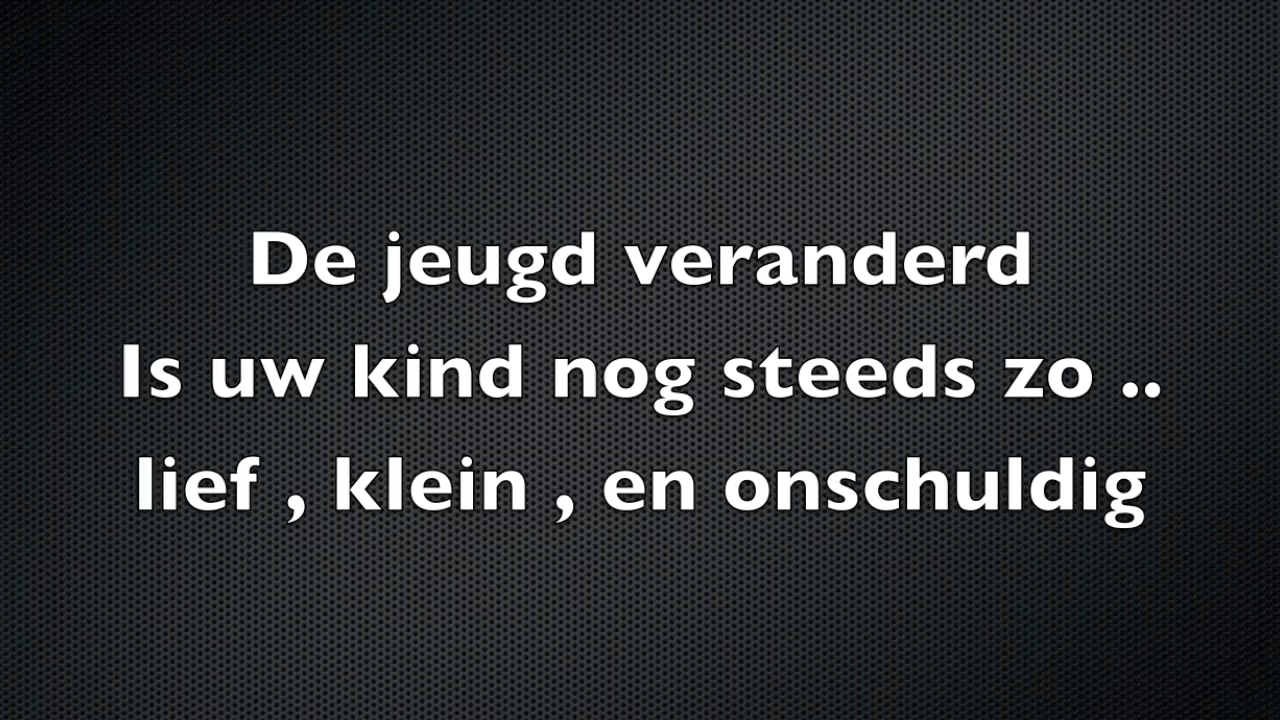 De jeugd veranderd
Is uw kind nog steeds zo ..
lief , klein , en onschuldig